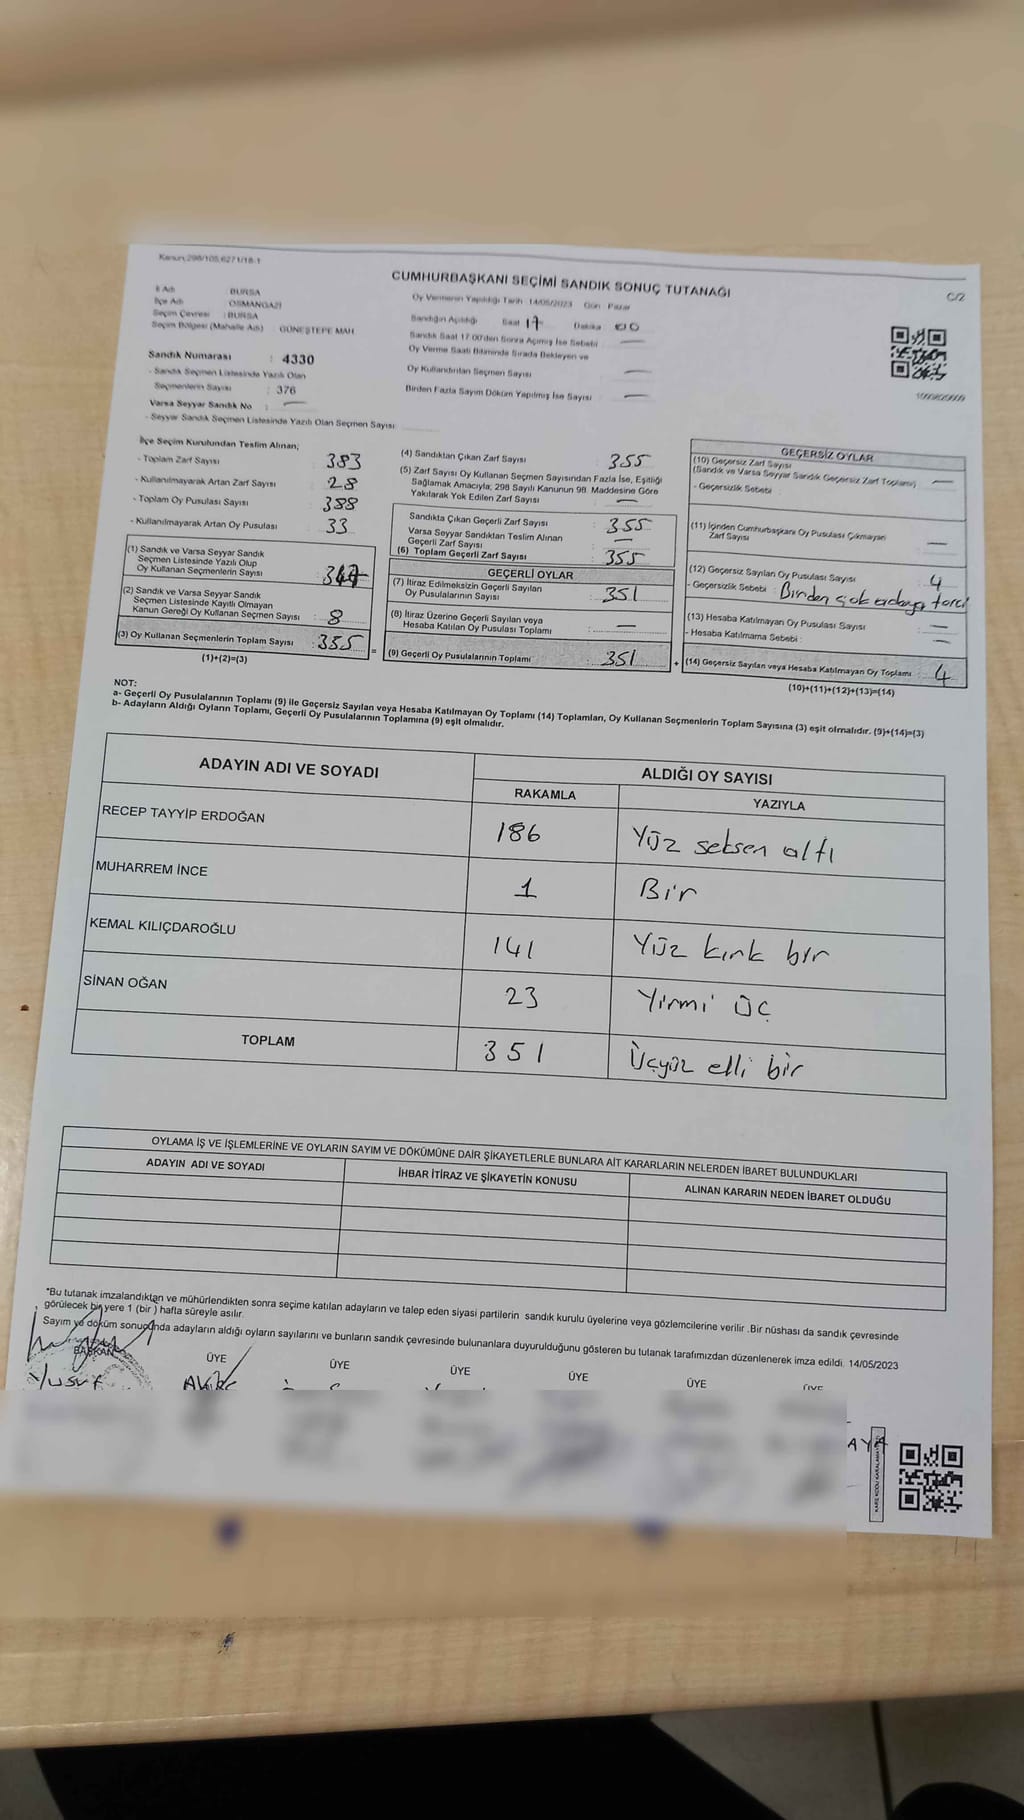 Kanun;298/105,6271/18-1
CUMHURBAŞKANI SEÇİMİ SANDIK SONUÇ TUTANAĞI
C/2
İl Adı : BURSA
İlçe Adı : OSMANGAZİ
Seçim Çevresi : BURSA
Seçim Bölgesi (Mahalle Adı) : GÜNEŞTEPE MAH.
Oy Vermenin Yapıldığı Tarih 14/05/2023 Gün Pazar
Sandığın Açıldığı Saat 17 Dakika 00
Sandık Saat 17.00'den Sonra Açılmış İse Sebebi —
Oy Verme Saati Bitiminde Sırada Bekleyen ve
Oy Kullandırılan Seçmen Sayısı —
Birden Fazla Sayım Döküm Yapılmış İse Sayısı —
Sandık Numarası : 4330
- Sandık Seçmen Listesinde Yazılı Olan
Seçmenlerin Sayısı : 376
Varsa Seyyar Sandık No : —
- Seyyar Sandık Seçmen Listesinde Yazılı Olan Seçmen Sayısı:
İlçe Seçim Kurulundan Teslim Alınan;
- Toplam Zarf Sayısı : 383
- Kullanılmayarak Artan Zarf Sayısı : 28
- Toplam Oy Pusulası Sayısı : 388
- Kullanılmayarak Artan Oy Pusulası : 33
(1) Sandık ve Varsa Seyyar Sandık
Seçmen Listesinde Yazılı Olup
Oy Kullanan Seçmenlerin Sayısı : 347
(2) Sandık ve Varsa Seyyar Sandık
Seçmen Listesinde Kayıtlı Olmayan
Kanun Gereği Oy Kullanan Seçmen Sayısı : 8
(3) Oy Kullanan Seçmenlerin Toplam Sayısı : 355
(1)+(2)=(3)
(4) Sandıktan Çıkan Zarf Sayısı : 355
(5) Zarf Sayısı Oy Kullanan Seçmen Sayısından Fazla İse, Eşitliği
Sağlamak Amacıyla; 298 Sayılı Kanunun 98. Maddesine Göre
Yakılarak Yok Edilen Zarf Sayısı : —
Sandıkta Çıkan Geçerli Zarf Sayısı : 355
Varsa Seyyar Sandıktan Teslim Alınan
Geçerli Zarf Sayısı : —
(6) Toplam Geçerli Zarf Sayısı : 355
GEÇERLİ OYLAR
(7) İtiraz Edilmeksizin Geçerli Sayılan
Oy Pusulalarının Sayısı : 351
(8) İtiraz Üzerine Geçerli Sayılan veya
Hesaba Katılan Oy Pusulası Toplamı : —
(9) Geçerli Oy Pusulalarının Toplamı : 351
GEÇERSİZ OYLAR
(10) Geçersiz Zarf Sayısı
(Sandık ve Varsa Seyyar Sandık Geçersiz Zarf Toplamı) —
- Geçersizlik Sebebi :
(11) İçinden Cumhurbaşkanı Oy Pusulası Çıkmayan
Zarf Sayısı : —
(12) Geçersiz Sayılan Oy Pusulası Sayısı : 4
- Geçersizlik Sebebi : Birden çok adaya terci
(13) Hesaba Katılmayan Oy Pusulası Sayısı : —
- Hesaba Katılmama Sebebi : —
(14) Geçersiz Sayılan veya Hesaba Katılmayan Oy Toplamı : 4
(10)+(11)+(12)+(13)=(14)
NOT:
a- Geçerli Oy Pusulalarının Toplamı (9) ile Geçersiz Sayılan veya Hesaba Katılmayan Oy Toplamı (14) Toplamları, Oy Kullanan Seçmenlerin Toplam Sayısına (3) eşit olmalıdır. (9)+(14)=(3)
b- Adayların Aldığı Oyların Toplamı, Geçerli Oy Pusulalarının Toplamına (9) eşit olmalıdır.
ADAYIN ADI VE SOYADI ALDIĞI OY SAYISI
RAKAMLA YAZIYLA
RECEP TAYYİP ERDOĞAN 186 Yüz seksen altı
MUHARREM İNCE 1 Bir
KEMAL KILIÇDAROĞLU 141 Yüz kırk bir
SİNAN OĞAN 23 Yirmi üç
TOPLAM 351 Üçyüz elli bir
OYLAMA İŞ VE İŞLEMLERİNE VE OYLARIN SAYIM VE DÖKÜMÜNE DAİR ŞİKAYETLERLE BUNLARA AİT KARARLARIN NELERDEN İBARET BULUNDUKLARI
ADAYIN ADI VE SOYADI İHBAR İTİRAZ VE ŞİKAYETİN KONUSU ALINAN KARARIN NEDEN İBARET OLDUĞU
*Bu tutanak imzalandıktan ve mühürlendikten sonra seçime katılan adayların ve talep eden siyasi partilerin sandık kurulu üyelerine veya gözlemcilerine verilir .Bir nüshası da sandık çevresinde
görülecek bir yere 1 (bir ) hafta süreyle asılır.
Sayım ve döküm sonucunda adayların aldığı oyların sayılarını ve bunların sandık çevresinde bulunanlara duyurulduğunu gösteren bu tutanak tarafımızdan düzenlenerek imza edildi. 14/05/2023
BAŞKAN ÜYE ÜYE ÜYE ÜYE ÜYE ÜYE
Yusuf
KARE KODU KARALAMAYINIZ